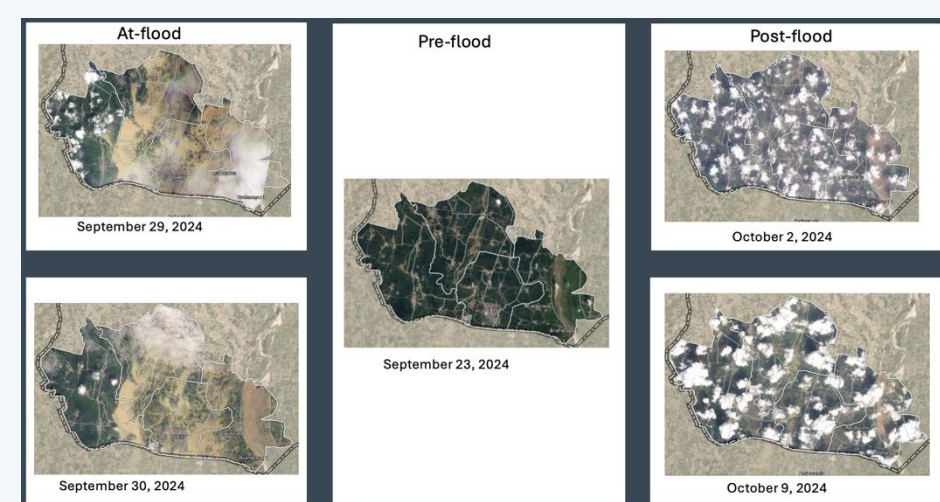 At-flood
September 29, 2024
September 30, 2024
Pre-flood
September 23, 2024
Post-flood
October 2, 2024
October 9, 2024